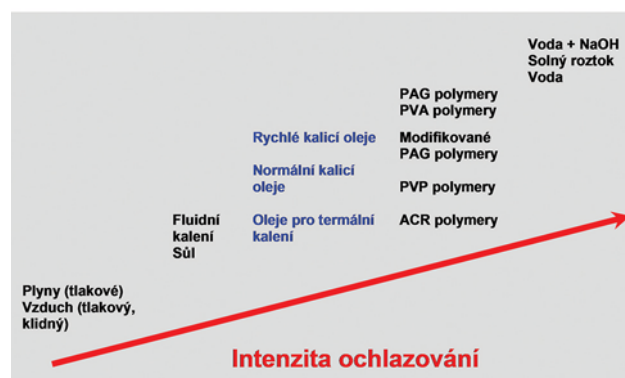 Voda + NaOH
Solný roztok
Voda
PAG polymery
PVA polymery
Rychlé kalicí oleje
Modifikované
PAG polymery
Normální kalicí
oleje
PVP polymery
Fluidní
kalení
Sůl
Oleje pro termální
kalení
ACR polymery
Plyny (tlakové)
Vzduch (tlakový,
klidný)
Intenzita ochlazování